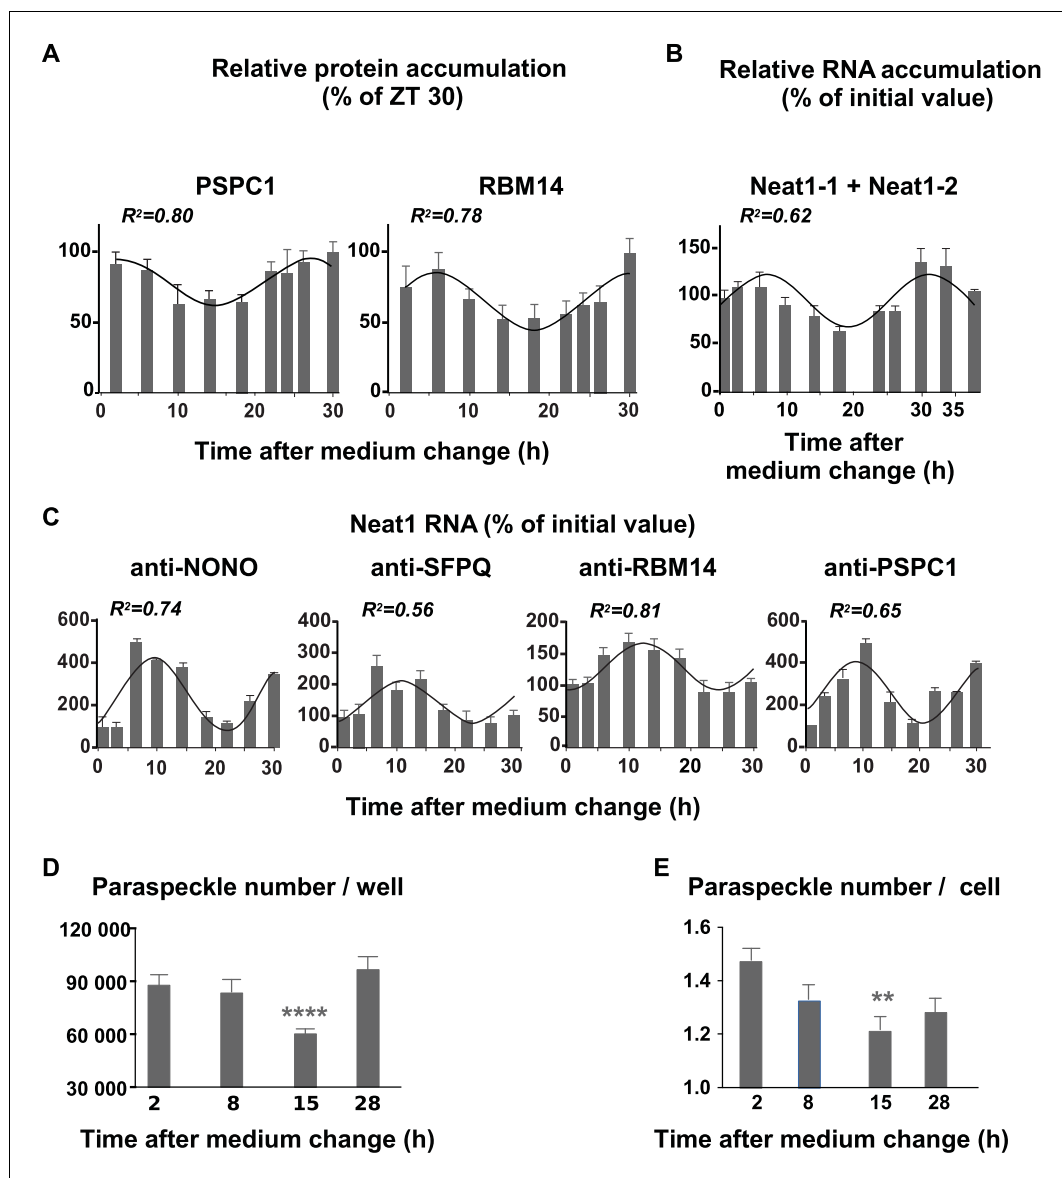 A
Relative protein accumulation
(% of ZT 30)
B
Relative RNA accumulation
(% of initial value)
PSPC1
RBM14
Neat1-1 + Neat1-2
R²=0.80
R²=0.78
R²=0.62
100
50
0
0 10 20 30
100
50
0
0 10 20 30
150
100
50
0
0 10 20 30 35
Time after medium change (h)
Time after
medium change (h)
C
Neat1 RNA (% of initial value)
anti-NONO
anti-SFPQ
anti-RBM14
anti-PSPC1
R²=0.74
R²=0.56
R²=0.81
R²=0.65
600
400
200
0
0 10 20 30
400
300
200
100
0
0 10 20 30
200
150
100
50
0
0 10 20 30
600
400
200
0
0 10 20 30
Time after medium change (h)
D
Paraspeckle number / well
120 000
90 000
60 000
30 000
****
2 8 15 28
Time after medium change (h)
E
Paraspeckle number / cell
1.6
1.4
1.2
1.0
**
2 8 15 28
Time after medium change (h)